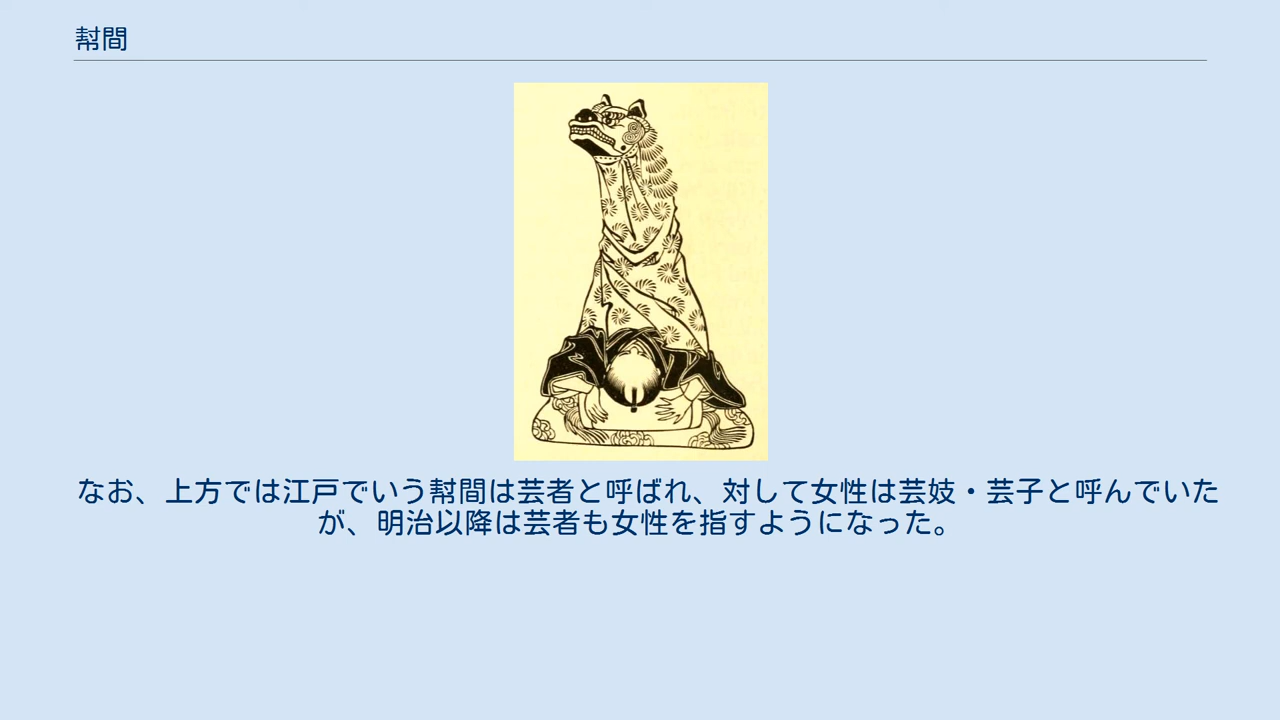 幇間
なお、上方では江戸でいう幇間は芸者と呼ばれ、対して女性は芸妓・芸子と呼んでいた
が、明治以降は芸者も女性を指すようになった。